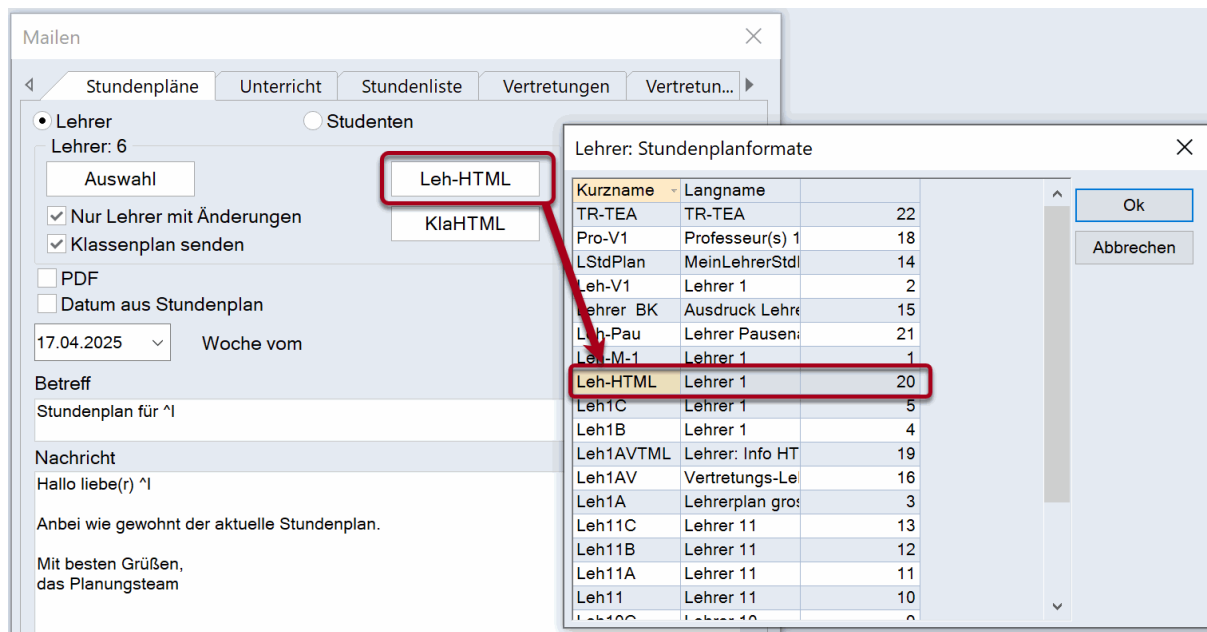 Mailen
Stundenpläne Unterricht Stundenliste Vertretungen Vertretun...
Lehrer Studenten
Lehrer: 6
Auswahl Leh-HTML
Nur Lehrer mit Änderungen KlaHTML
Klassenplan senden
PDF
Datum aus Stundenplan
17.04.2025 Woche vom
Betreff
Stundenplan für ^l
Nachricht
Hallo liebe(r) ^l
Anbei wie gewohnt der aktuelle Stundenplan.
Mit besten Grüßen,
das Planungsteam
Lehrer: Stundenplanformate
Kurzname Langname
TR-TEA TR-TEA 22
Pro-V1 Professeur(s) 1 18
LStdPlan MeinLehrerStdl 14
Leh-V1 Lehrer 1 2
Lehrer BK Ausdruck Lehre 15
Leh-Pau Lehrer Pausena 21
Leh-M-1 Lehrer 1 1
Leh-HTML Lehrer 1 20
Leh1C Lehrer 1 5
Leh1B Lehrer 1 4
Leh1AVTML Lehrer: Info HT 19
Leh1AV Vertretungs-Lel 16
Leh1A Lehrerplan gros 3
Leh11C Lehrer 11 13
Leh11B Lehrer 11 12
Leh11A Lehrer 11 11
Leh11 Lehrer 11 10
Ok
Abbrechen